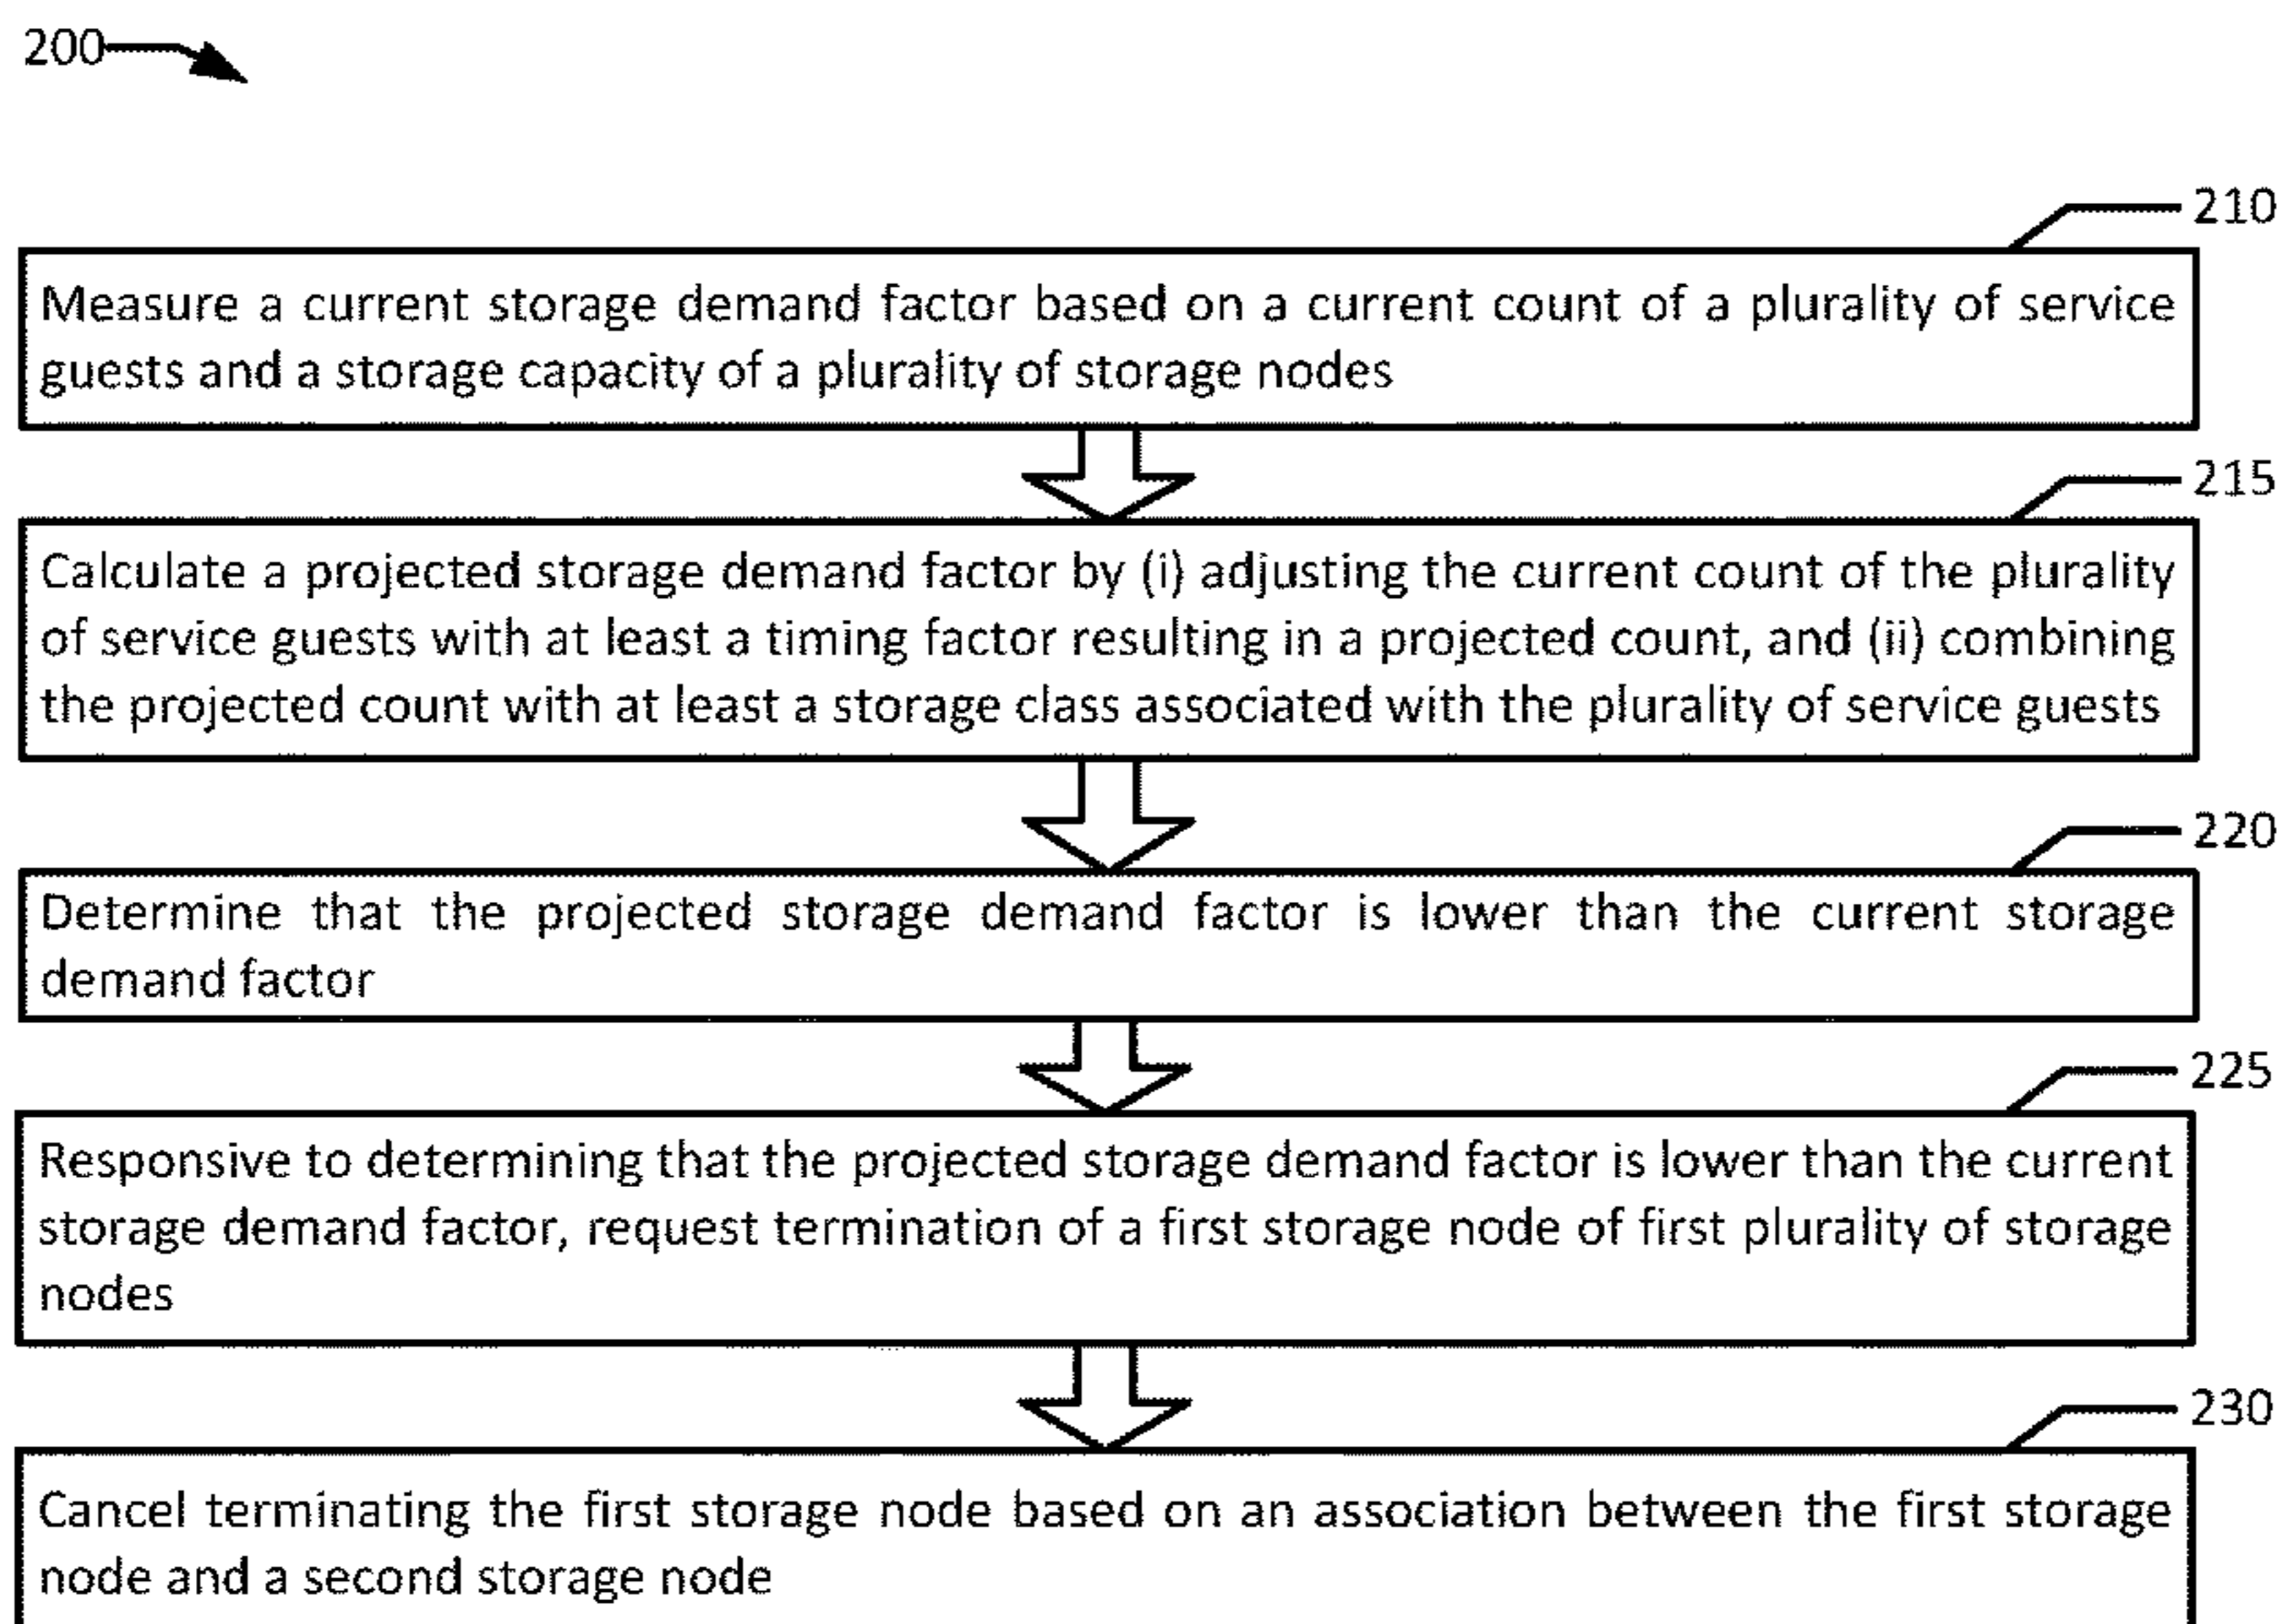 200
210
Measure a current storage demand factor based on a current count of a plurality of service
guests and a storage capacity of a plurality of storage nodes
215
Calculate a projected storage demand factor by (i) adjusting the current count of the plurality
of service guests with at least a timing factor resulting in a projected count, and (ii) combining
the projected count with at least a storage class associated with the plurality of service guests
220
Determine that the projected storage demand factor is lower than the current storage
demand factor
225
Responsive to determining that the projected storage demand factor is lower than the current
storage demand factor, request termination of a first storage node of first plurality of storage
nodes
230
Cancel terminating the first storage node based on an association between the first storage
node and a second storage node